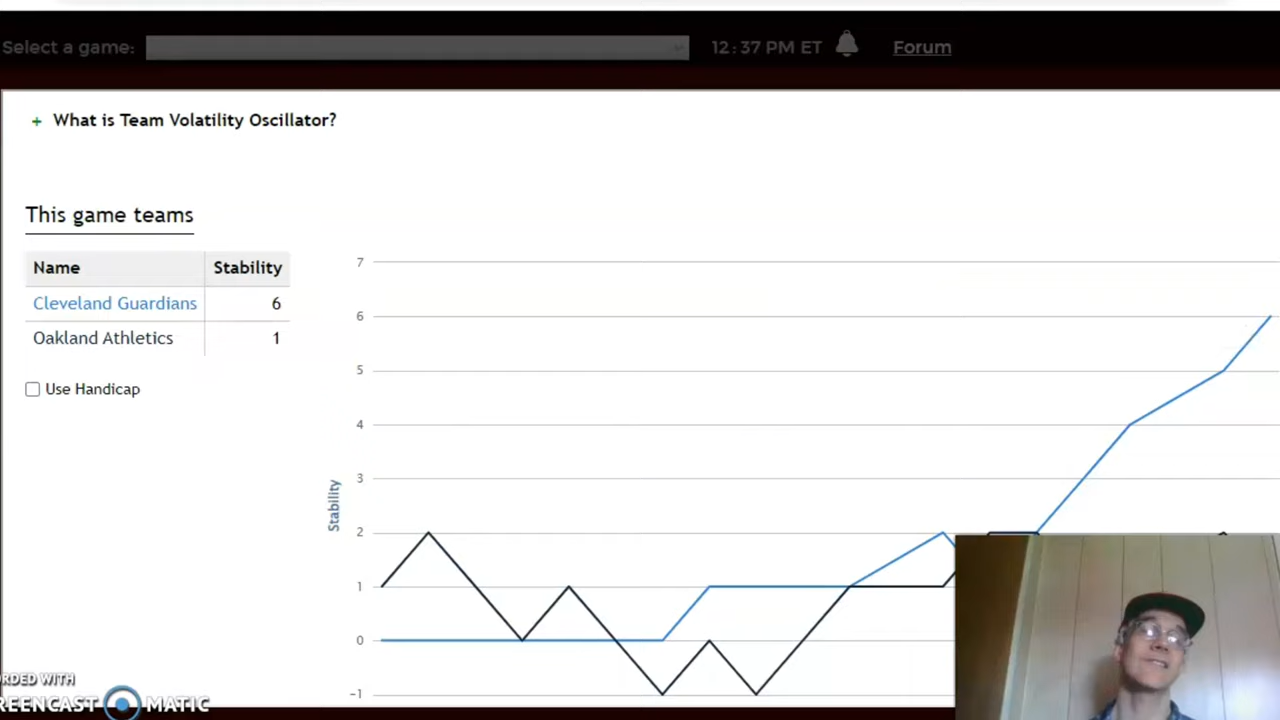 Select a game:
12:37 PM ET
Forum
+ What is Team Volatility Oscillator?
This game teams
Name Stability
Cleveland Guardians 6
Oakland Athletics 1
Use Handicap
7
6
5
4
3
2
1
0
-1
Stability
ORDED WITH
REENCAST MATIC